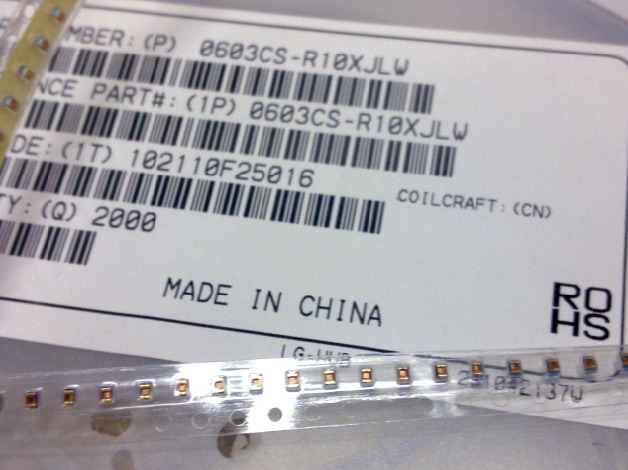 MBER: (P) 0603CS-R10XJLW
NCE PART#: (1P) 0603CS-R10XJLW
DE: (1T) 102110F25016
COILCRAFT: (CN)
TY: (Q) 2000
MADE IN CHINA
RO
HS